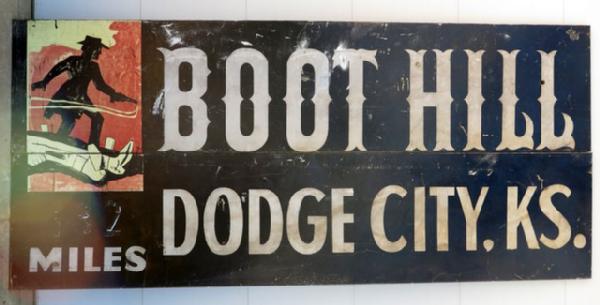 BOOT HILL
DODGE CITY, KS.
MILES